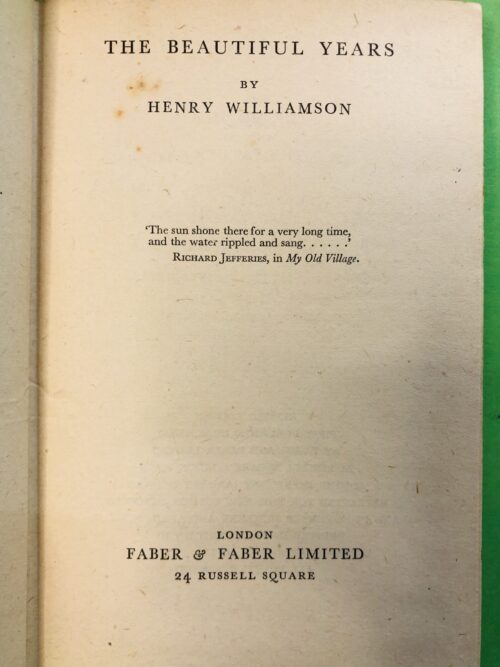 THE BEAUTIFUL YEARS
BY
HENRY WILLIAMSON
‘The sun shone there for a very long time,
and the water rippled and sang. . . . . .’
RICHARD JEFFERIES, in My Old Village.
LONDON
FABER & FABER LIMITED
24 RUSSELL SQUARE